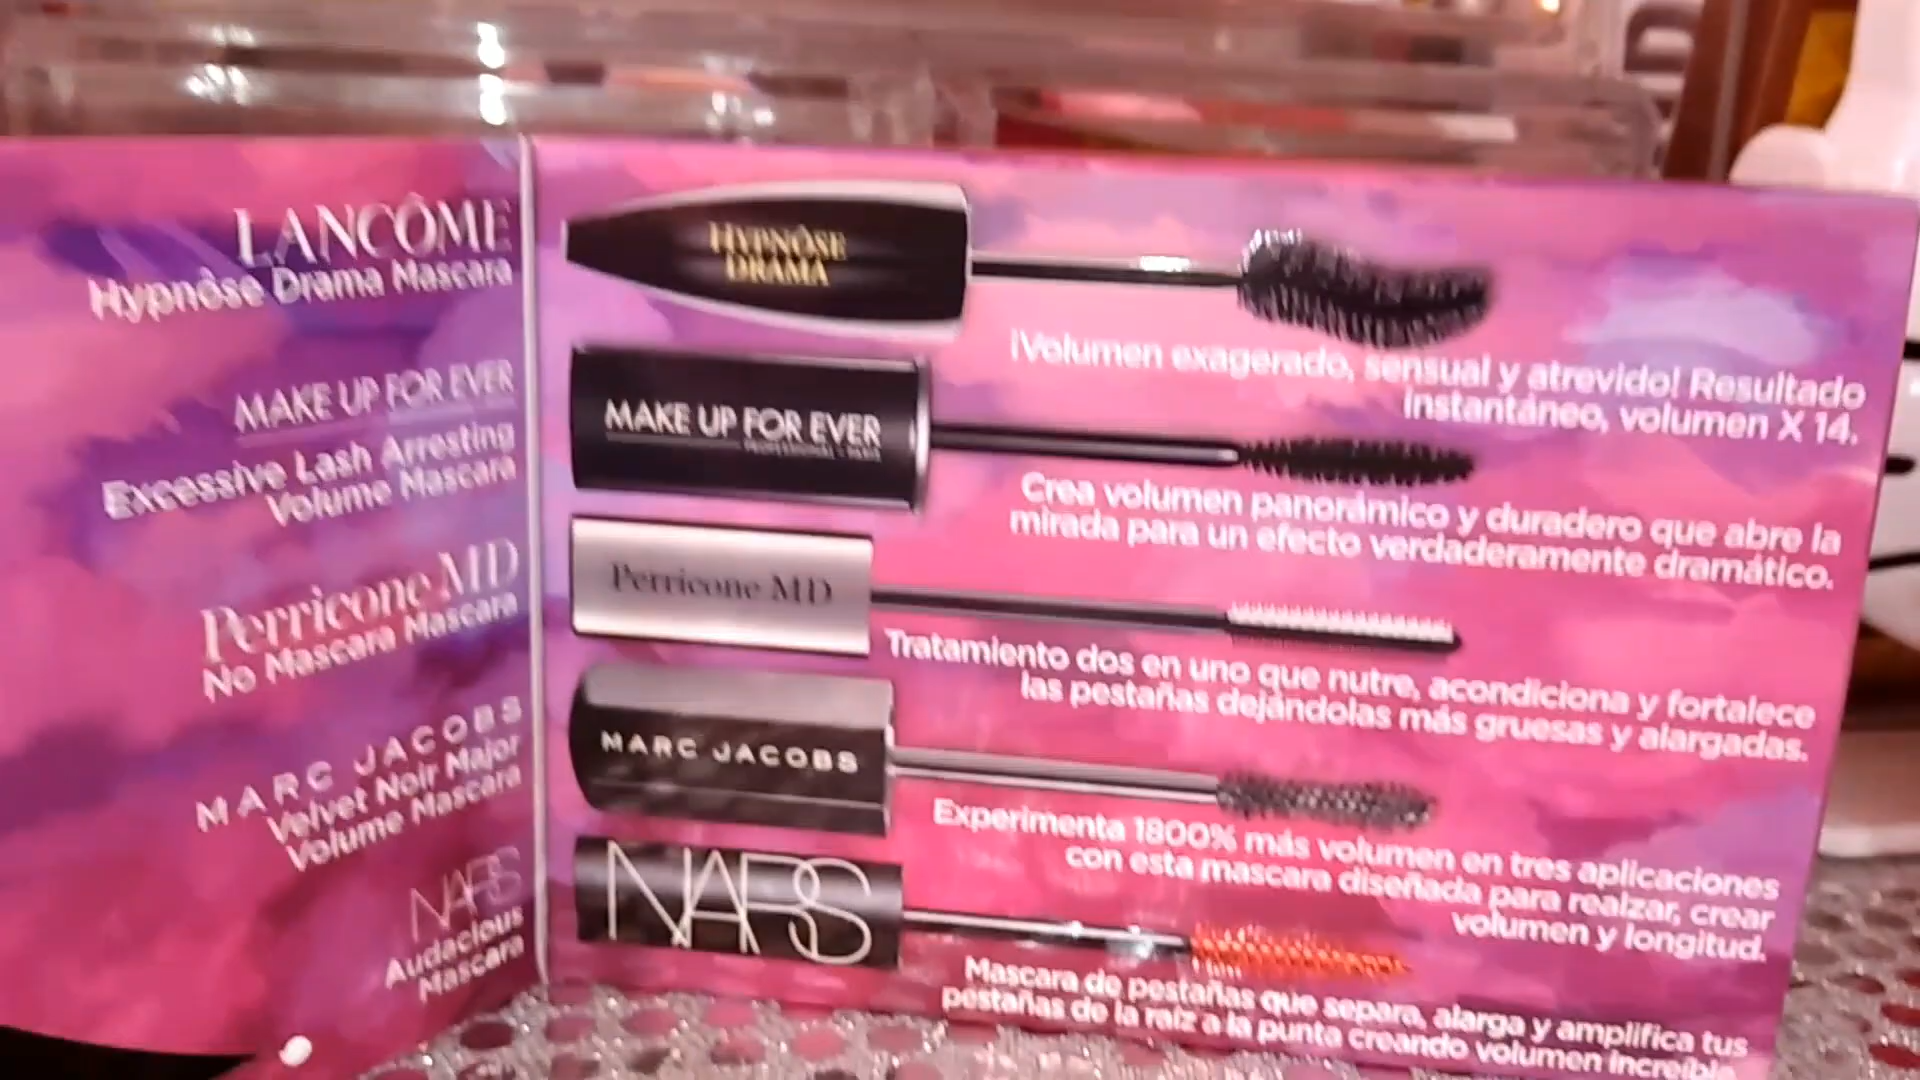 LANCÔME
Hypnôse Drama Mascara
MAKE UP FOR EVER
Excessive Lash Arresting
Volume Mascara
Perricone MD
No Mascara Mascara
MARC JACOBS
Velvet Noir Major
Volume Mascara
NARS
Audacious
Mascara
HYPNÔSE
DRAMA
¡Volumen exagerado, sensual y atrevido! Resultado
instantáneo, volumen X 14.
MAKE UP FOR EVER
PROFESSIONAL - PARIS
Crea volumen panorámico y duradero que abre la
mirada para un efecto verdaderamente dramático.
Perricone MD
Tratamiento dos en uno que nutre, acondiciona y fortalece
las pestañas dejándolas más gruesas y alargadas.
MARC JACOBS
Experimenta 1800% más volumen en tres aplicaciones
con esta mascara diseñada para realzar, crear
volumen y longitud.
NARS
Mascara de pestañas que separa, alarga y amplifica tus
pestañas de la raíz a la punta creando volumen increíble